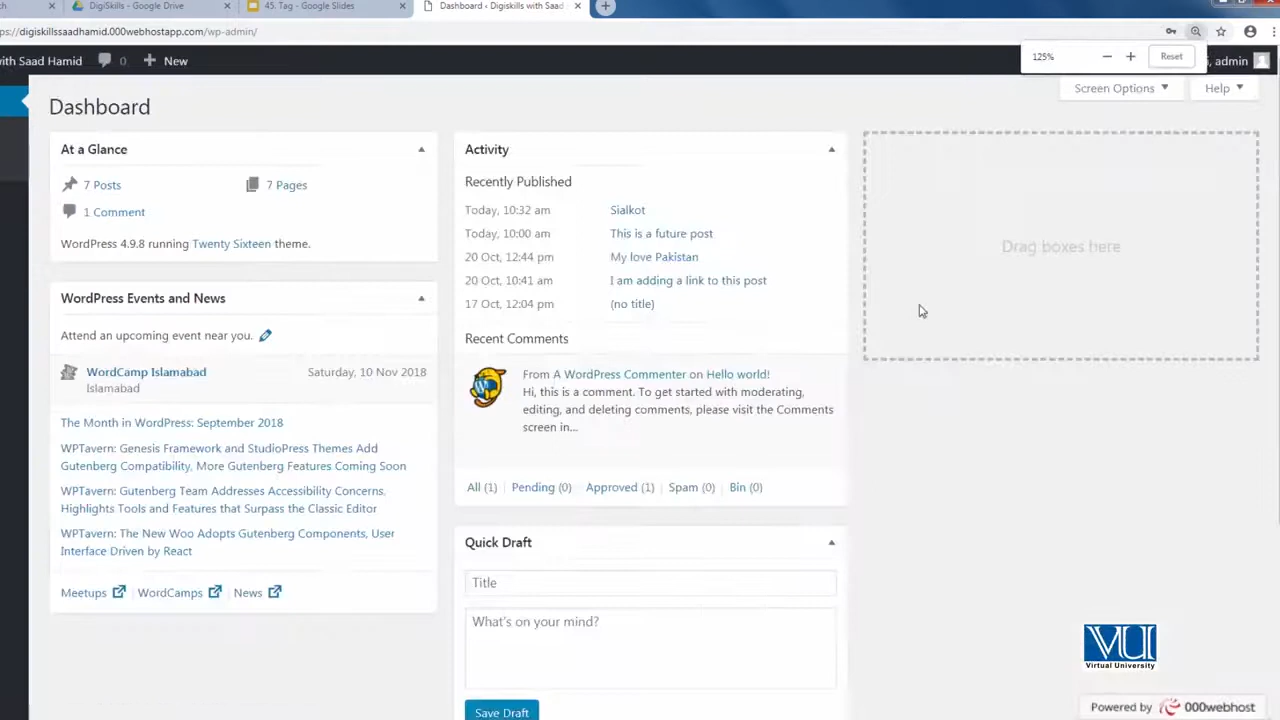 DigiSkills - Google Drive
45. Tag - Google Slides
Dashboard ‹ Digiskills with Saad
ps://digiskillssaadhamid.000webhostapp.com/wp-admin/
125%
Reset
with Saad Hamid
0
New
i, admin
Screen Options
Help
Dashboard
At a Glance
7 Posts
7 Pages
1 Comment
WordPress 4.9.8 running Twenty Sixteen theme.
WordPress Events and News
Attend an upcoming event near you.
WordCamp Islamabad
Saturday, 10 Nov 2018
Islamabad
The Month in WordPress: September 2018
WPTavern: Genesis Framework and StudioPress Themes Add
Gutenberg Compatibility, More Gutenberg Features Coming Soon
WPTavern: Gutenberg Team Addresses Accessibility Concerns,
Highlights Tools and Features that Surpass the Classic Editor
WPTavern: The New Woo Adopts Gutenberg Components, User
Interface Driven by React
Meetups | WordCamps | News
Activity
Recently Published
Today, 10:32 am Sialkot
Today, 10:00 am This is a future post
20 Oct, 12:44 pm My love Pakistan
20 Oct, 10:41 am I am adding a link to this post
17 Oct, 12:04 pm (no title)
Recent Comments
From A WordPress Commenter on Hello world!
Hi, this is a comment. To get started with moderating,
editing, and deleting comments, please visit the Comments
screen in…
All (1) | Pending (0) | Approved (1) | Spam (0) | Bin (0)
Quick Draft
Title
What's on your mind?
Save Draft
Drag boxes here
VU
Virtual University
Powered by 000webhost